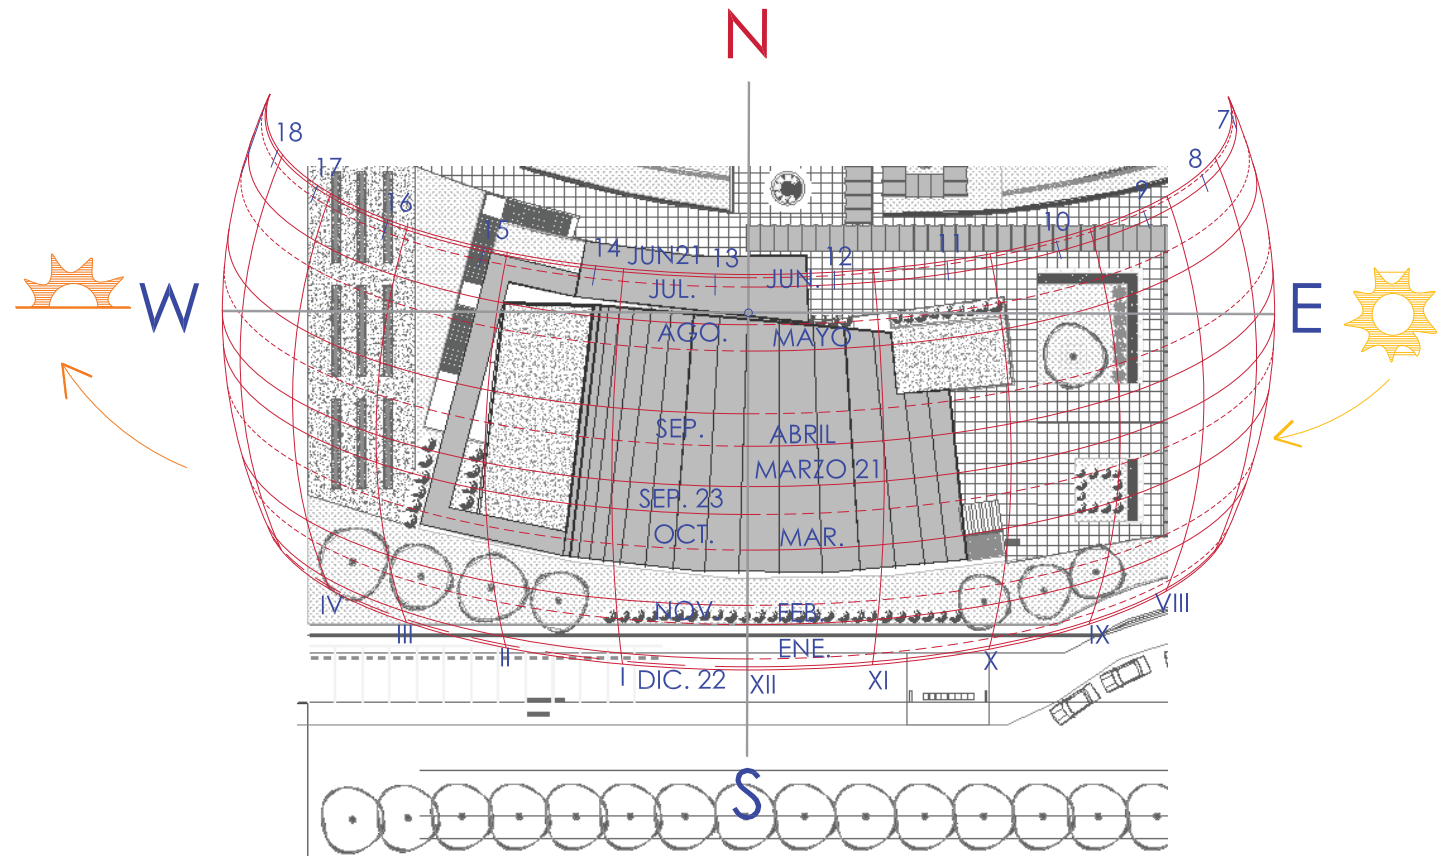 N
18
7
17
8
16
9
15
10
14
JUN21
13
12
11
JUL.
JUN.
W
E
AGO.
MAYO
SEP.
ABRIL
MARZO 21
SEP. 23
OCT.
MAR.
IV
NOV.
FEB.
VIII
III
IX
II
ENE.
X
I
DIC. 22
XII
XI
S